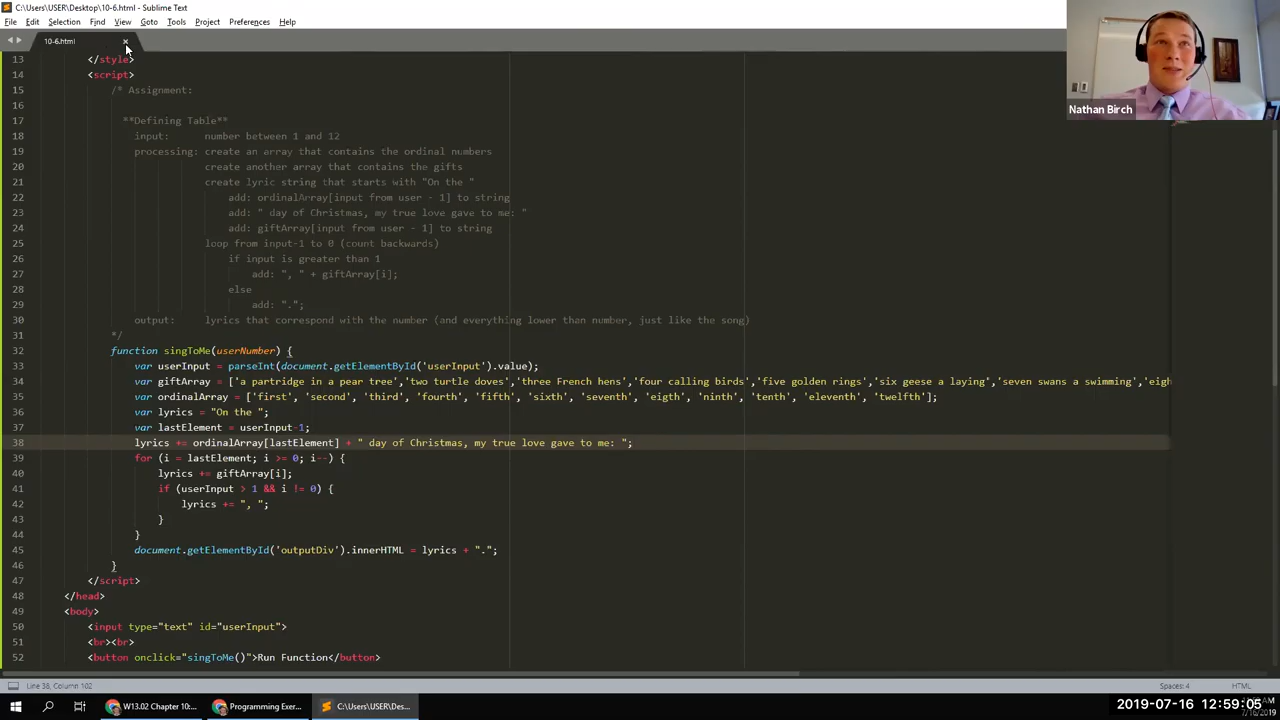 C:\Users\USER\Desktop\10-6.html - Sublime Text
File Edit Selection Find View Goto Tools Project Preferences Help
10-6.html
13 </style>
14 <script>
15 /* Assignment:
16
17 **Defining Table**
18 input: number between 1 and 12
19 processing: create an array that contains the ordinal numbers
20 create another array that contains the gifts
21 create lyric string that starts with "On the "
22 add: ordinalArray[input from user - 1] to string
23 add: " day of Christmas, my true love gave to me: "
24 add: giftArray[input from user - 1] to string
25 loop from input-1 to 0 (count backwards)
26 if input is greater than 1
27 add: ", " + giftArray[i];
28 else
29 add: ".";
30 output: lyrics that correspond with the number (and everything lower than number, just like the song)
31 */
32 function singToMe(userNumber) {
33 var userInput = parseInt(document.getElementById('userInput').value);
34 var giftArray = ['a partridge in a pear tree','two turtle doves','three French hens','four calling birds','five golden rings','six geese a laying','seven swans a swimming','eigh
35 var ordinalArray = ['first', 'second', 'third', 'fourth', 'fifth', 'sixth', 'seventh', 'eigth', 'ninth', 'tenth', 'eleventh', 'twelfth'];
36 var lyrics = "On the ";
37 var lastElement = userInput-1;
38 lyrics += ordinalArray[lastElement] + " day of Christmas, my true love gave to me: ";
39 for (i = lastElement; i >= 0; i--) {
40 lyrics += giftArray[i];
41 if (userInput > 1 && i != 0) {
42 lyrics += ", ";
43 }
44 }
45 document.getElementById('outputDiv').innerHTML = lyrics + ".";
46 }
47 </script>
48 </head>
49 <body>
50 <input type="text" id="userInput">
51 <br><br>
52 <button onclick="singToMe()">Run Function</button>
Nathan Birch
Line 38, Column 102
Spaces: 4
HTML
W13.02 Chapter 10:...
Programming Exer...
C:\Users\USER\Des...
2019-07-16 12:59:05